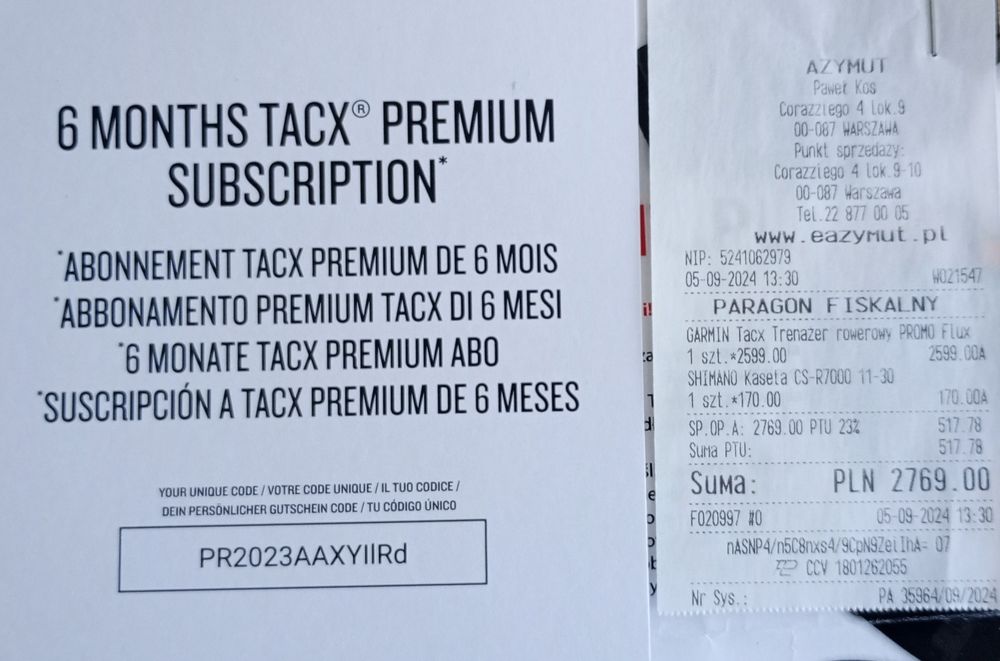 6 MONTHS TACX® PREMIUM
SUBSCRIPTION*
*ABONNEMENT TACX PREMIUM DE 6 MOIS
*ABBONAMENTO PREMIUM TACX DI 6 MESI
*6 MONATE TACX PREMIUM ABO
*SUSCRIPCIÓN A TACX PREMIUM DE 6 MESES
YOUR UNIQUE CODE / VOTRE CODE UNIQUE / IL TUO CODICE /
DEIN PERSÖNLICHER GUTSCHEIN CODE / TU CÓDIGO ÚNICO
PR2023AAXYIlRd
AZYMUT
Paweł Kos
Corazziego 4 lok.9
00-087 WARSZAWA
Punkt sprzedaży:
Corazziego 4 lok.9-10
00-087 Warszawa
Tel.22 877 00 05
www.eazymut.pl
NIP: 5241062979
05-09-2024 13:30 W021547
PARAGON FISKALNY
GARMIN Tacx Trenażer rowerowy PROMO Flux
1 szt.*2599.00 2599.00A
SHIMANO Kaseta CS-R7000 11-30
1 szt.*170.00 170.00A
SP.OP.A: 2769.00 PTU 23% 517.78
Suma PTU: 517.78
Suma: PLN 2769.00
F020997 #0 05-09-2024 13:30
nASNP4/n5C8nxs4/9CpN9ZeiIhA= 07
CCV 1801262055
Nr Sys.: PA 35964/09/2024